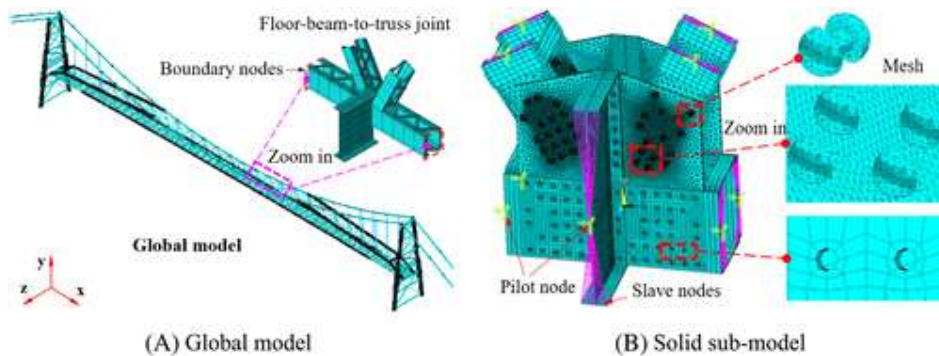 Floor-beam-to-truss joint
Boundary nodes
Zoom in
Global model
y
z
x
(A) Global model
Mesh
Zoom in
Pilot node
Slave nodes
(B) Solid sub-model